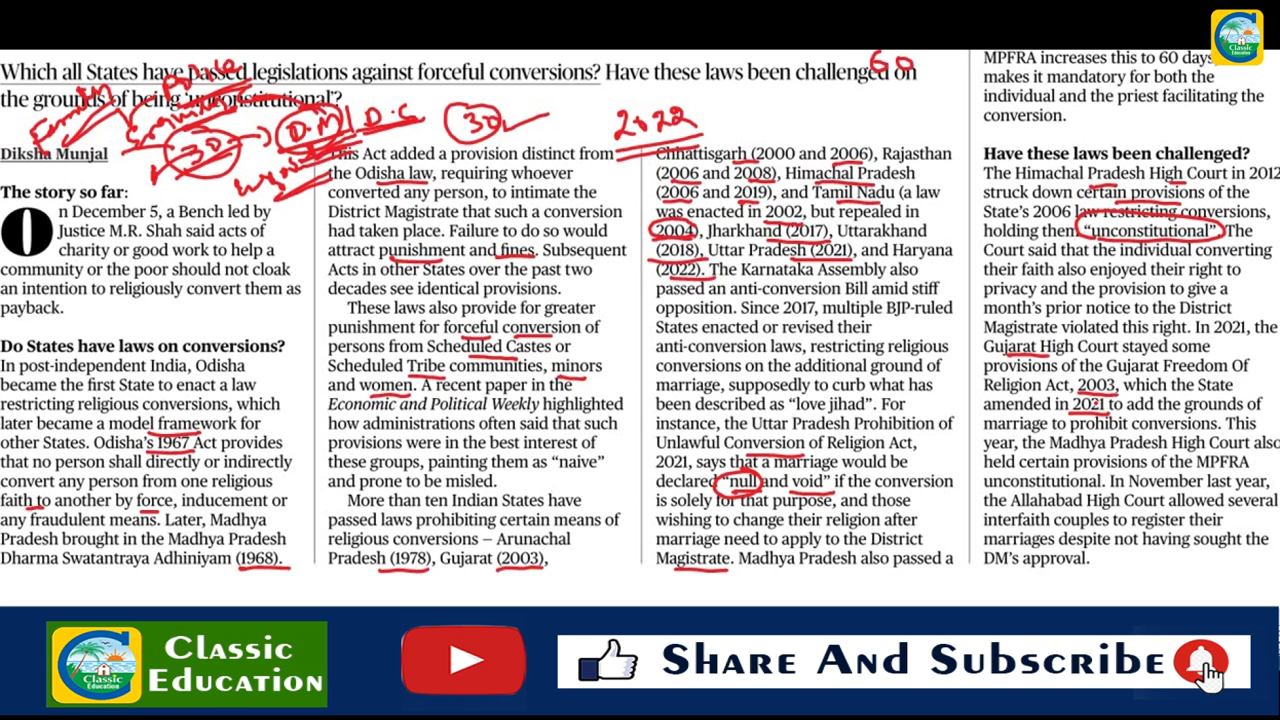 Which all States have passed legislations against forceful conversions? Have these laws been challenged on
the grounds of being 'unconstitutional'?
60
30
D.M
D.C
30
2022
Diksha Munjal
The story so far:
On December 5, a Bench led by
Justice M.R. Shah said acts of
charity or good work to help a
community or the poor should not cloak
an intention to religiously convert them as
payback.
Do States have laws on conversions?
In post-independent India, Odisha
became the first State to enact a law
restricting religious conversions, which
later became a model framework for
other States. Odisha's 1967 Act provides
that no person shall directly or indirectly
convert any person from one religious
faith to another by force, inducement or
any fraudulent means. Later, Madhya
Pradesh brought in the Madhya Pradesh
Dharma Swatantraya Adhiniyam (1968).
This Act added a provision distinct from
the Odisha law, requiring whoever
converted any person, to intimate the
District Magistrate that such a conversion
had taken place. Failure to do so would
attract punishment and fines. Subsequent
Acts in other States over the past two
decades see identical provisions.
These laws also provide for greater
punishment for forceful conversion of
persons from Scheduled Castes or
Scheduled Tribe communities, minors
and women. A recent paper in the
Economic and Political Weekly highlighted
how administrations often said that such
provisions were in the best interest of
these groups, painting them as "naive"
and prone to be misled.
More than ten Indian States have
passed laws prohibiting certain means of
religious conversions – Arunachal
Pradesh (1978), Gujarat (2003),
Chhattisgarh (2000 and 2006), Rajasthan
(2006 and 2008), Himachal Pradesh
(2006 and 2019), and Tamil Nadu (a law
was enacted in 2002, but repealed in
2004), Jharkhand (2017), Uttarakhand
(2018), Uttar Pradesh (2021), and Haryana
(2022). The Karnataka Assembly also
passed an anti-conversion Bill amid stiff
opposition. Since 2017, multiple BJP-ruled
States enacted or revised their
anti-conversion laws, restricting religious
conversions on the additional ground of
marriage, supposedly to curb what has
been described as "love jihad". For
instance, the Uttar Pradesh Prohibition of
Unlawful Conversion of Religion Act,
2021, says that a marriage would be
declared "null and void" if the conversion
is solely for that purpose, and those
wishing to change their religion after
marriage need to apply to the District
Magistrate. Madhya Pradesh also passed a
MPFRA increases this to 60 days
makes it mandatory for both the
individual and the priest facilitating the
conversion.
Have these laws been challenged?
The Himachal Pradesh High Court in 2012
struck down certain provisions of the
State's 2006 law restricting conversions,
holding them "unconstitutional". The
Court said that the individual converting
their faith also enjoyed their right to
privacy and the provision to give a
month's prior notice to the District
Magistrate violated this right. In 2021, the
Gujarat High Court stayed some
provisions of the Gujarat Freedom Of
Religion Act, 2003, which the State
amended in 2021 to add the grounds of
marriage to prohibit conversions. This
year, the Madhya Pradesh High Court also
held certain provisions of the MPFRA
unconstitutional. In November last year,
the Allahabad High Court allowed several
interfaith couples to register their
marriages despite not having sought the
DM's approval.
Classic
Education
Classic
Education
Classic
Education
Share And Subscribe